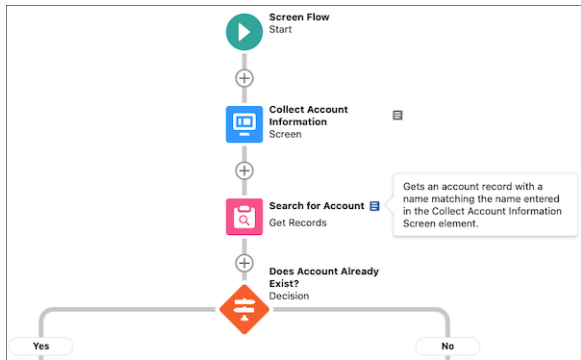 Screen Flow
Start
Collect Account
Information
Screen
Search for Account
Get Records
Gets an account record with a
name matching the name entered
in the Collect Account Information
Screen element.
Does Account Already
Exist?
Decision
Yes
No